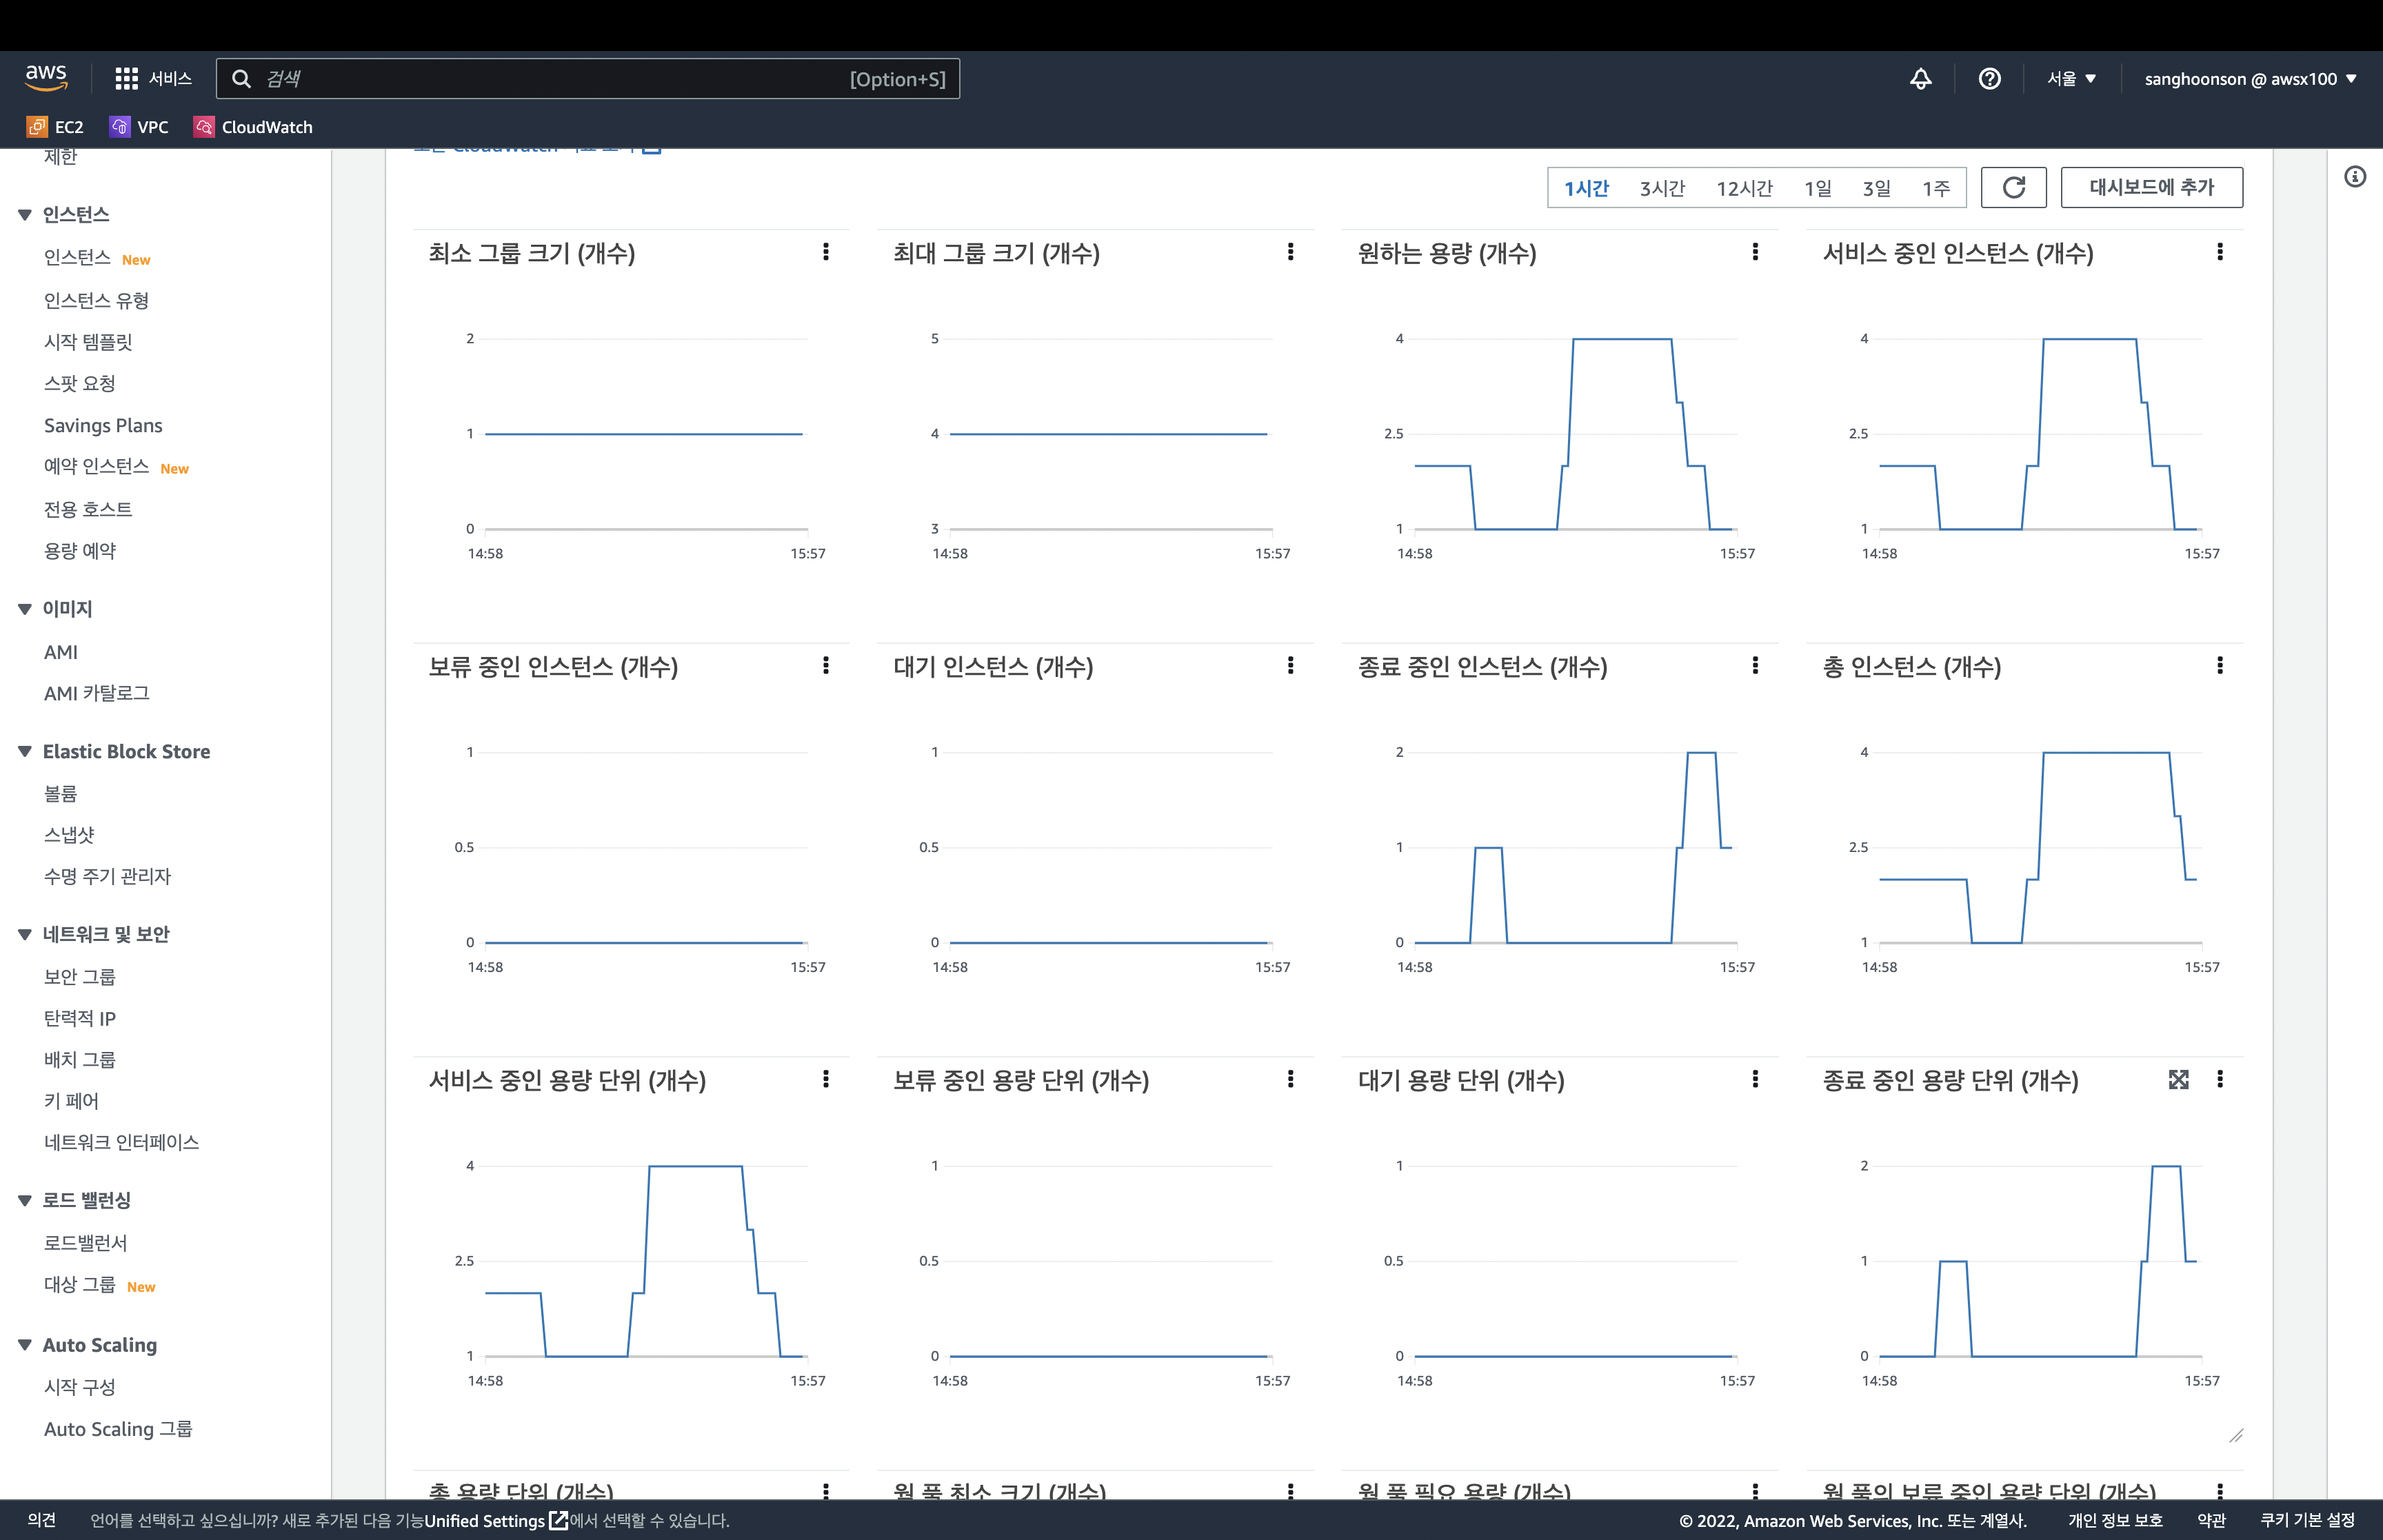 aws
서비스
검색
[Option+S]
서울
sanghoonson @ awsx100
EC2
VPC
CloudWatch
제한
인스턴스
인스턴스 New
인스턴스 유형
시작 템플릿
스팟 요청
Savings Plans
예약 인스턴스 New
전용 호스트
용량 예약
이미지
AMI
AMI 카탈로그
Elastic Block Store
볼륨
스냅샷
수명 주기 관리자
네트워크 및 보안
보안 그룹
탄력적 IP
배치 그룹
키 페어
네트워크 인터페이스
로드 밸런싱
로드밸런서
대상 그룹 New
Auto Scaling
시작 구성
Auto Scaling 그룹
1시간 3시간 12시간 1일 3일 1주
대시보드에 추가
최소 그룹 크기 (개수)
2
1
0
14:58 15:57
최대 그룹 크기 (개수)
5
4
3
14:58 15:57
원하는 용량 (개수)
4
2.5
1
14:58 15:57
서비스 중인 인스턴스 (개수)
4
2.5
1
14:58 15:57
보류 중인 인스턴스 (개수)
1
0.5
0
14:58 15:57
대기 인스턴스 (개수)
1
0.5
0
14:58 15:57
종료 중인 인스턴스 (개수)
2
1
0
14:58 15:57
총 인스턴스 (개수)
4
2.5
1
14:58 15:57
서비스 중인 용량 단위 (개수)
4
2.5
1
14:58 15:57
보류 중인 용량 단위 (개수)
1
0.5
0
14:58 15:57
대기 용량 단위 (개수)
1
0.5
0
14:58 15:57
종료 중인 용량 단위 (개수)
2
1
0
14:58 15:57
총 용량 단위 (개수)
웜 풀 최소 크기 (개수)
웜 풀 필요 용량 (개수)
웜 풀의 보류 중인 용량 단위 (개수)
의견
언어를 선택하고 싶으십니까? 새로 추가된 다음 기능Unified Settings에서 선택할 수 있습니다.
© 2022, Amazon Web Services, Inc. 또는 계열사.
개인 정보 보호
약관
쿠키 기본 설정